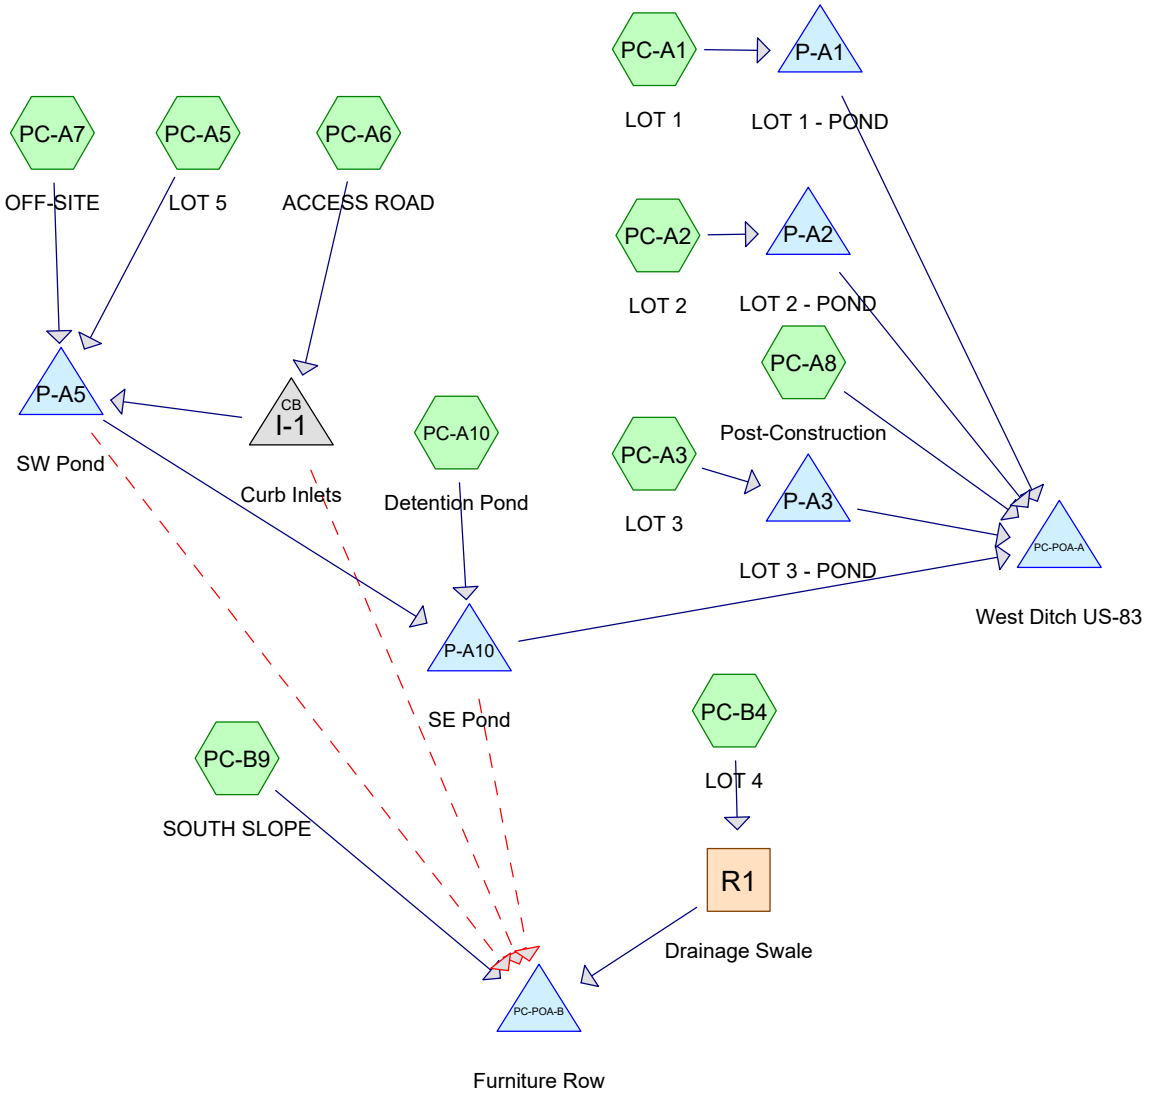 PC-A1
P-A1
LOT 1
LOT 1 - POND
PC-A7
PC-A5
PC-A6
OFF-SITE
LOT 5
ACCESS ROAD
PC-A2
P-A2
LOT 2
LOT 2 - POND
PC-A8
Post-Construction
P-A5
SW Pond
CB
I-1
Curb Inlets
PC-A10
Detention Pond
PC-A3
P-A3
LOT 3
LOT 3 - POND
PC-POA-A
West Ditch US-83
P-A10
SE Pond
PC-B4
LOT 4
PC-B9
SOUTH SLOPE
R1
Drainage Swale
PC-POA-B
Furniture Row